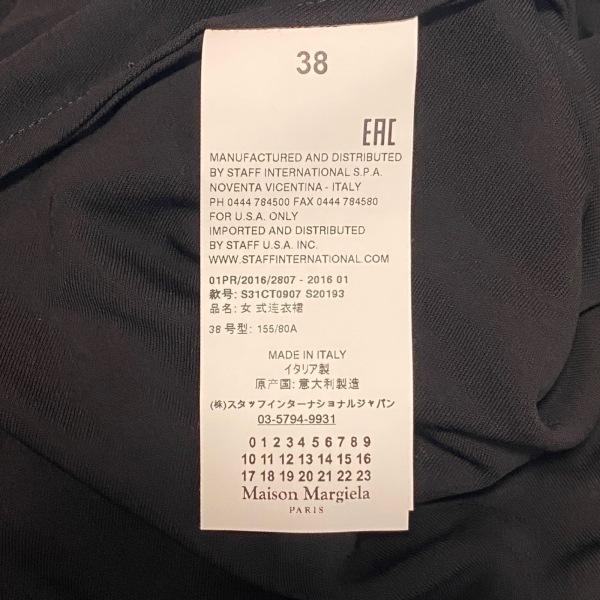 38
EAC
MANUFACTURED AND DISTRIBUTED
BY STAFF INTERNATIONAL S.P.A.
NOVENTA VICENTINA - ITALY
PH 0444 784500 FAX 0444 784580
FOR U.S.A. ONLY
IMPORTED AND DISTRIBUTED
BY STAFF U.S.A. INC.
WWW.STAFFINTERNATIONAL.COM
01PR/2016/2807 - 2016 01
款号: S31CT0907 S20193
品名: 女 式连衣裙
38 号型: 155/80A
MADE IN ITALY
イタリア製
原产国: 意大利製造
(株)スタッフインターナショナルジャパン
03-5794-9931
0 1 2 3 4 5 6 7 8 9
10 11 12 13 14 15 16
17 18 19 20 21 22 23
Maison Margiela
PARIS